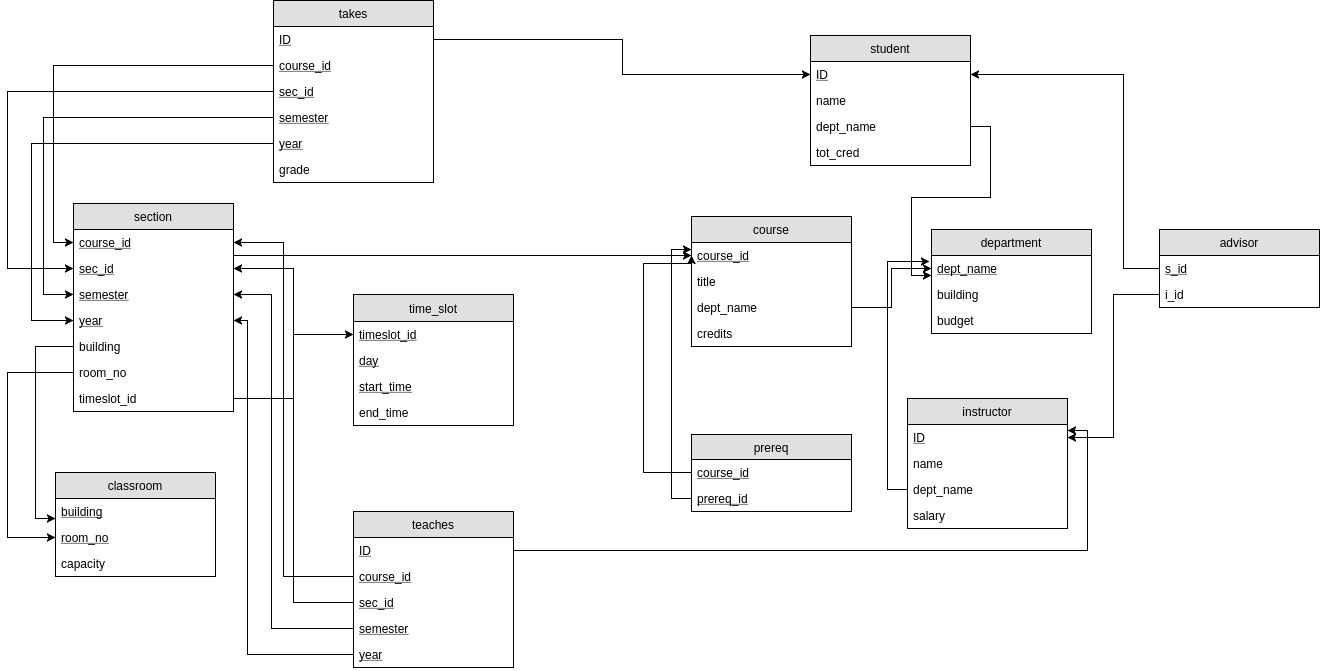 takes
ID
course_id
sec_id
semester
year
grade
student
ID
name
dept_name
tot_cred
section
course_id
sec_id
semester
year
building
room_no
timeslot_id
course
course_id
title
dept_name
credits
department
dept_name
building
budget
advisor
s_id
i_id
time_slot
timeslot_id
day
start_time
end_time
instructor
ID
name
dept_name
salary
prereq
course_id
prereq_id
classroom
building
room_no
capacity
teaches
ID
course_id
sec_id
semester
year